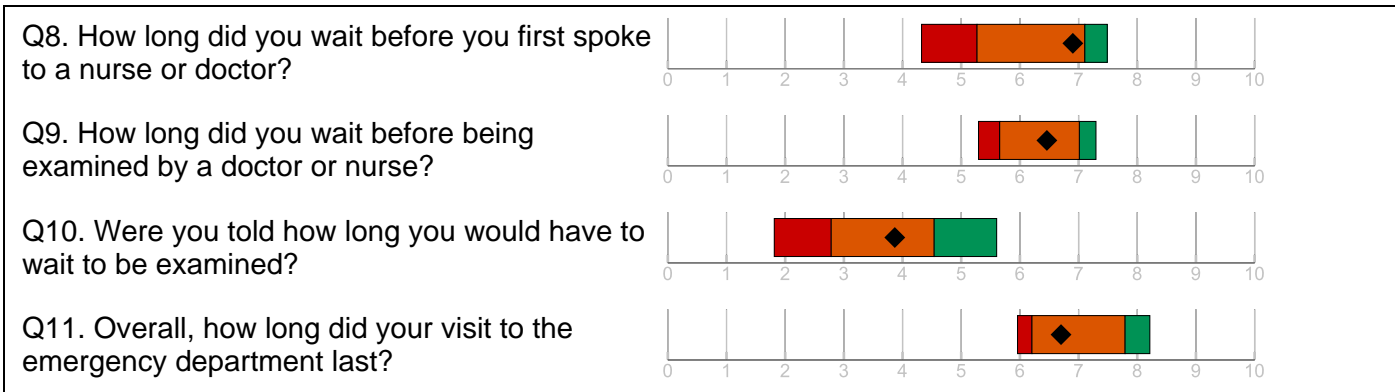 Q8. How long did you wait before you first spoke
to a nurse or doctor?
0 1 2 3 4 5 6 7 8 9 10
Q9. How long did you wait before being
examined by a doctor or nurse?
0 1 2 3 4 5 6 7 8 9 10
Q10. Were you told how long you would have to
wait to be examined?
0 1 2 3 4 5 6 7 8 9 10
Q11. Overall, how long did your visit to the
emergency department last?
0 1 2 3 4 5 6 7 8 9 10